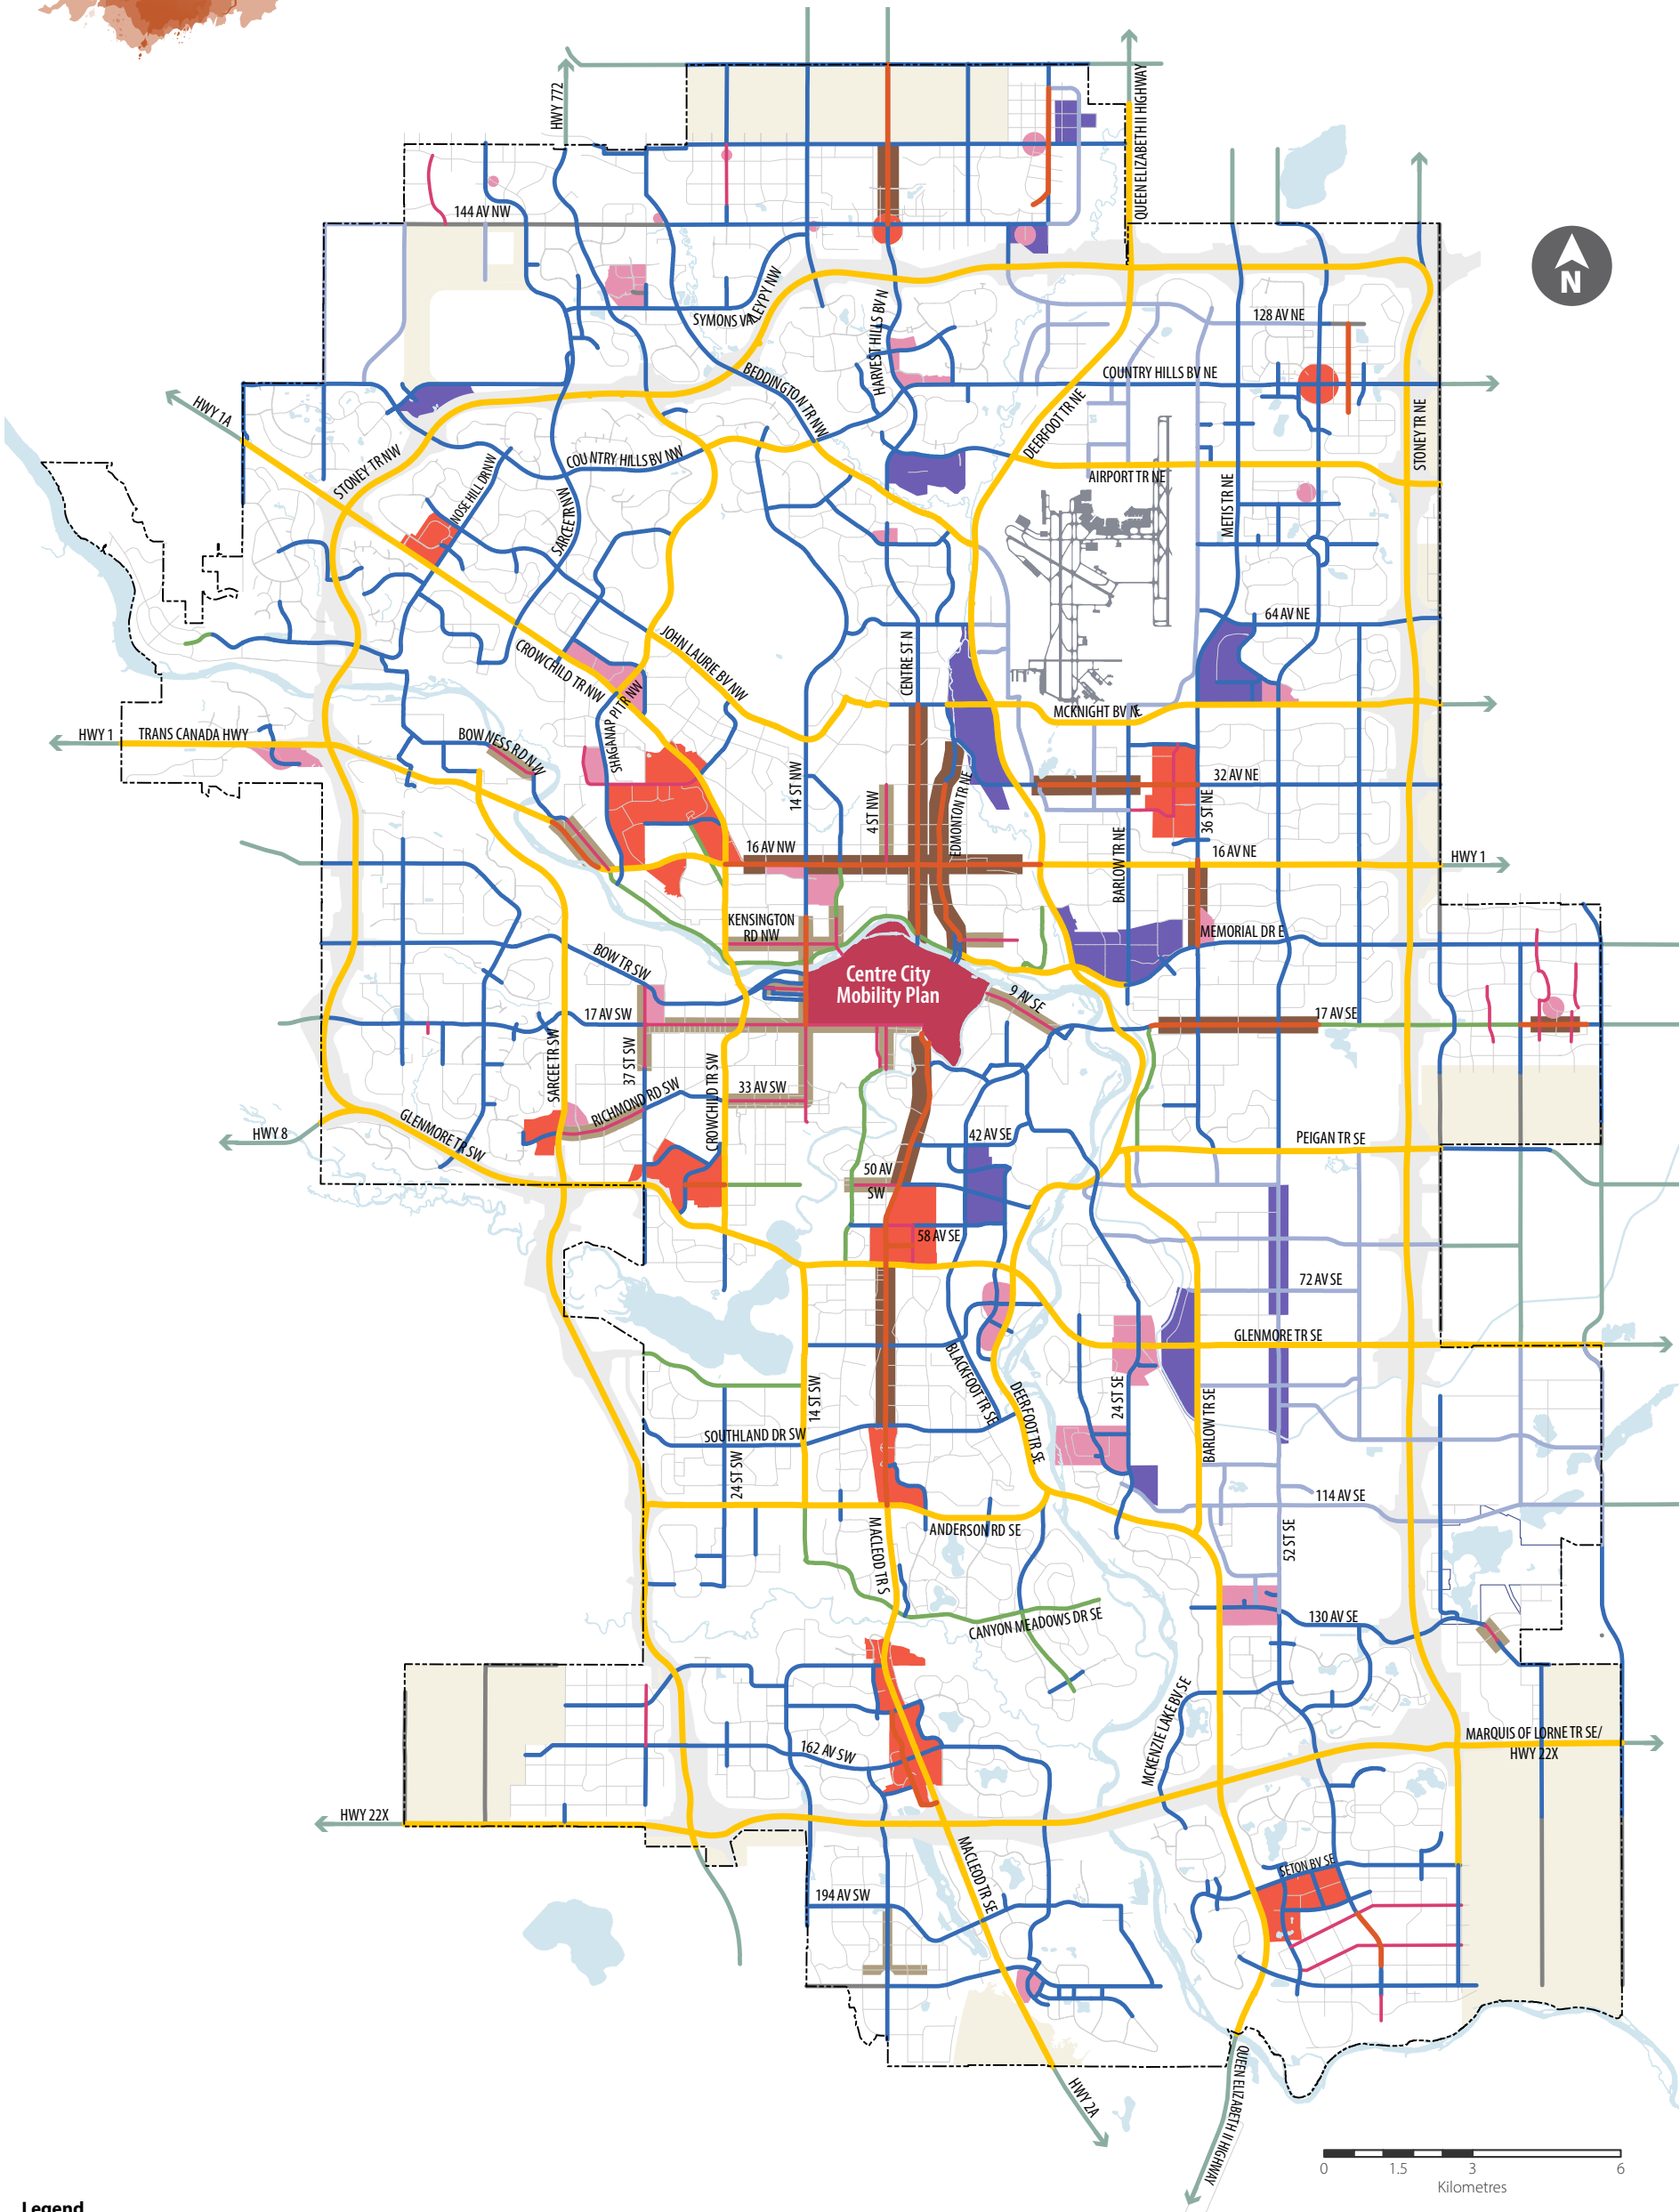 HWY 772
QUEEN ELIZABETH II HIGHWAY
144 AV NW
N
SYMONS VALLEY PY NW
HARVEST HILLS BV N
128 AV NE
BEDDINGTON TR NW
COUNTRY HILLS BV NE
HWY 1A
DEERFOOT TR NE
STONEY TR NE
STONEY TR NW
COUNTRY HILLS BV NW
NOSE HILL DR NW
SARCEE TR NW
AIRPORT TR NE
METIS TR NE
64 AV NE
JOHN LAURIE BV NW
CROWCHILD TR NW
CENTRE ST N
SHAGANAPPI TR NW
MCKNIGHT BV NE
HWY 1
TRANS CANADA HWY
BOWNESS RD NW
14 ST NW
4 ST NW
EDMONTON TR NE
32 AV NE
36 ST NE
BARLOW TR NE
16 AV NW
16 AV NE
HWY 1
KENSINGTON
RD NW
MEMORIAL DR E
BOW TR SW
Centre City
Mobility Plan
9 AV SE
17 AV SW
17 AV SE
SARCEE TR SW
37 ST SW
CROWCHILD TR SW
33 AV SW
RICHMOND RD SW
GLENMORE TR SW
HWY 8
42 AV SE
PEIGAN TR SE
50 AV
SW
58 AV SE
72 AV SE
GLENMORE TR SE
BLACKFOOT TR SE
DEERFOOT TR SE
14 ST SW
24 ST SE
BARLOW TR SE
SOUTHLAND DR SW
24 ST SW
114 AV SE
ANDERSON RD SE
MACLEOD TR S
52 ST SE
CANYON MEADOWS DR SE
130 AV SE
MCKENZIE LAKE BV SE
MARQUIS OF LORNE TR SE/
HWY 22X
162 AV SW
HWY 22X
MACLEOD TR SE
SETON BV SE
194 AV SW
HWY 2A
QUEEN ELIZABETH II HIGHWAY
0 1.5 3 6
Kilometres
Legend